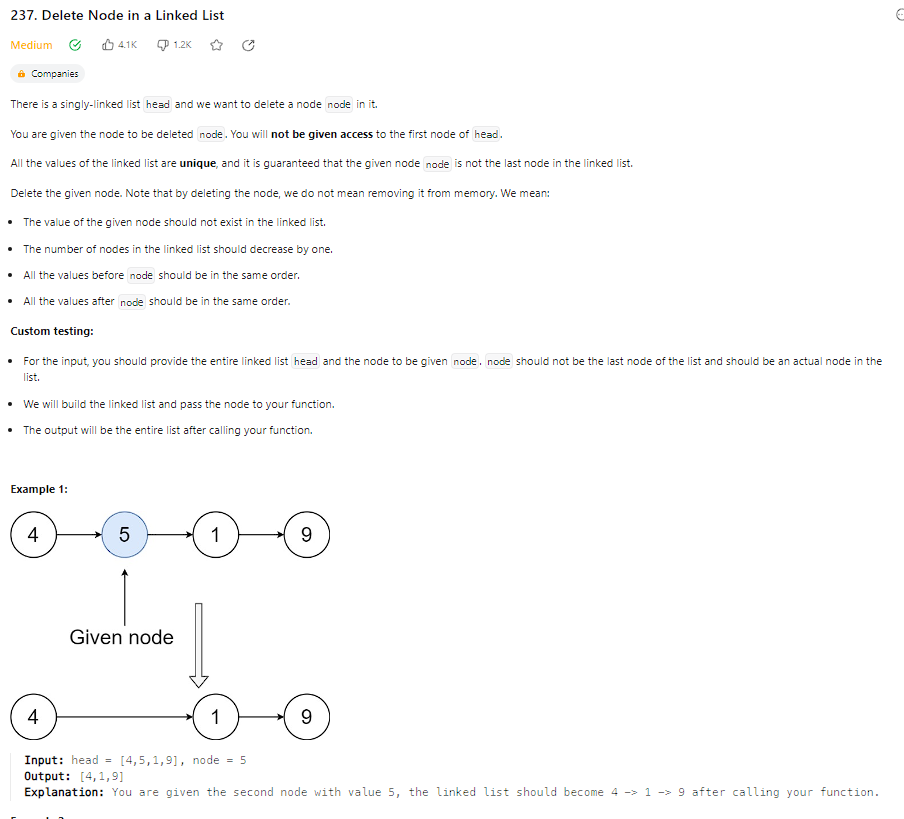 237. Delete Node in a Linked List
Medium 4.1K 1.2K
Companies
There is a singly-linked list head and we want to delete a node node in it.
You are given the node to be deleted node. You will not be given access to the first node of head.
All the values of the linked list are unique, and it is guaranteed that the given node node is not the last node in the linked list.
Delete the given node. Note that by deleting the node, we do not mean removing it from memory. We mean:
• The value of the given node should not exist in the linked list.
• The number of nodes in the linked list should decrease by one.
• All the values before node should be in the same order.
• All the values after node should be in the same order.
Custom testing:
• For the input, you should provide the entire linked list head and the node to be given node. node should not be the last node of the list and should be an actual node in the
list.
• We will build the linked list and pass the node to your function.
• The output will be the entire list after calling your function.
Example 1:
4 5 1 9
Given node
4 1 9
Input: head = [4,5,1,9], node = 5
Output: [4,1,9]
Explanation: You are given the second node with value 5, the linked list should become 4 -> 1 -> 9 after calling your function.